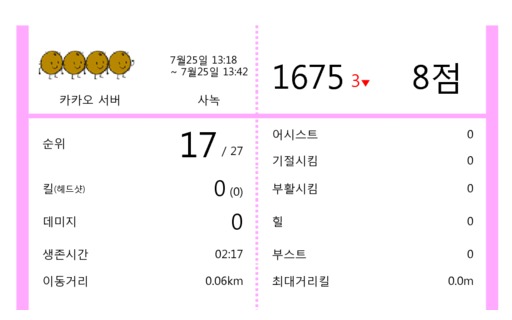 7월25일 13:18
~ 7월25일 13:42
카카오 서버
사녹
1675 3▼
8점
순위 17 / 27
킬(헤드샷) 0 (0)
데미지 0
생존시간 02:17
이동거리 0.06km
어시스트 0
기절시킴 0
부활시킴 0
힐 0
부스트 0
최대거리킬 0.0m